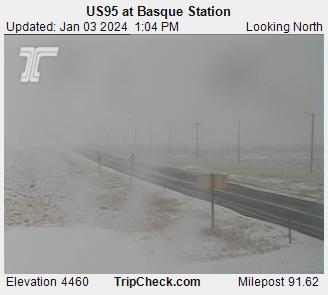 US95 at Basque Station
Updated: Jan 03 2024 1:04 PM Looking North
Elevation 4460 TripCheck.com Milepost 91.62